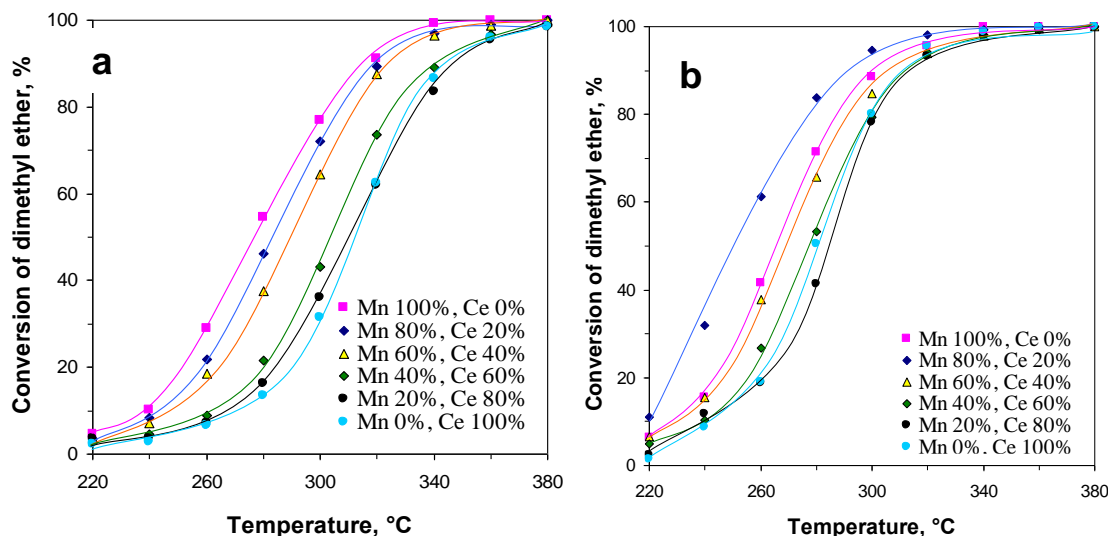 a
Conversion of dimethyl ether, %
100
80
60
40
20
0
220
260
300
340
380
Temperature, °C
Mn 100%, Ce 0%
Mn 80%, Ce 20%
Mn 60%, Ce 40%
Mn 40%, Ce 60%
Mn 20%, Ce 80%
Mn 0%, Ce 100%
b
Conversion of dimethyl ether, %
100
80
60
40
20
0
220
260
300
340
380
Temperature, °C
Mn 100%, Ce 0%
Mn 80%, Ce 20%
Mn 60%, Ce 40%
Mn 40%, Ce 60%
Mn 20%, Ce 80%
Mn 0%. Ce 100%